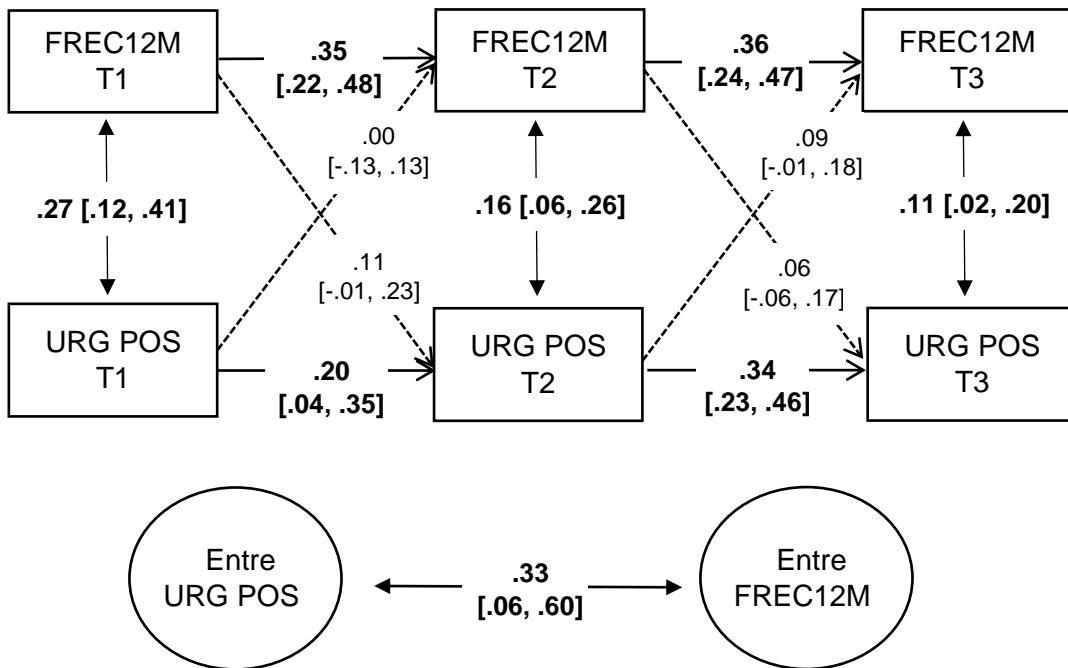 FREC12M
T1
.35
[.22, .48]
FREC12M
T2
.36
[.24, .47]
FREC12M
T3
.00
[-.13, .13]
.09
[-.01, .18]
.27 [.12, .41]
.16 [.06, .26]
.11 [.02, .20]
.11
[-.01, .23]
.06
[-.06, .17]
URG POS
T1
.20
[.04, .35]
URG POS
T2
.34
[.23, .46]
URG POS
T3
Entre
URG POS
.33
[.06, .60]
Entre
FREC12M